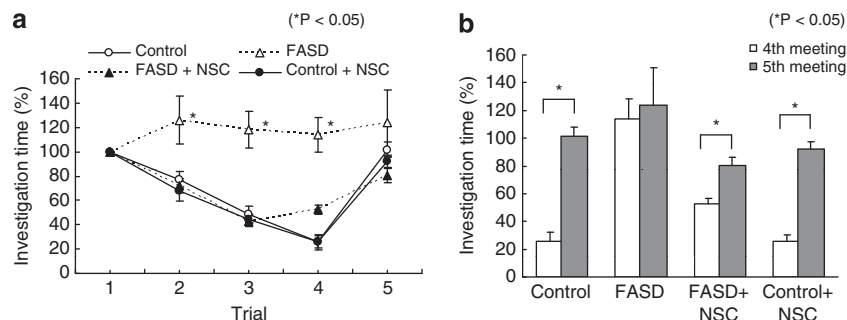 a
(*P < 0.05)
Control
FASD
FASD + NSC
Control + NSC
Investigation time (%)
160
140
120
100
80
60
40
20
0
*
*
*
1 2 3 4 5
Trial
b
(*P < 0.05)
4th meeting
5th meeting
Investigation time (%)
160
140
120
100
80
60
40
20
0
*
*
*
Control FASD FASD+ Control+
NSC NSC